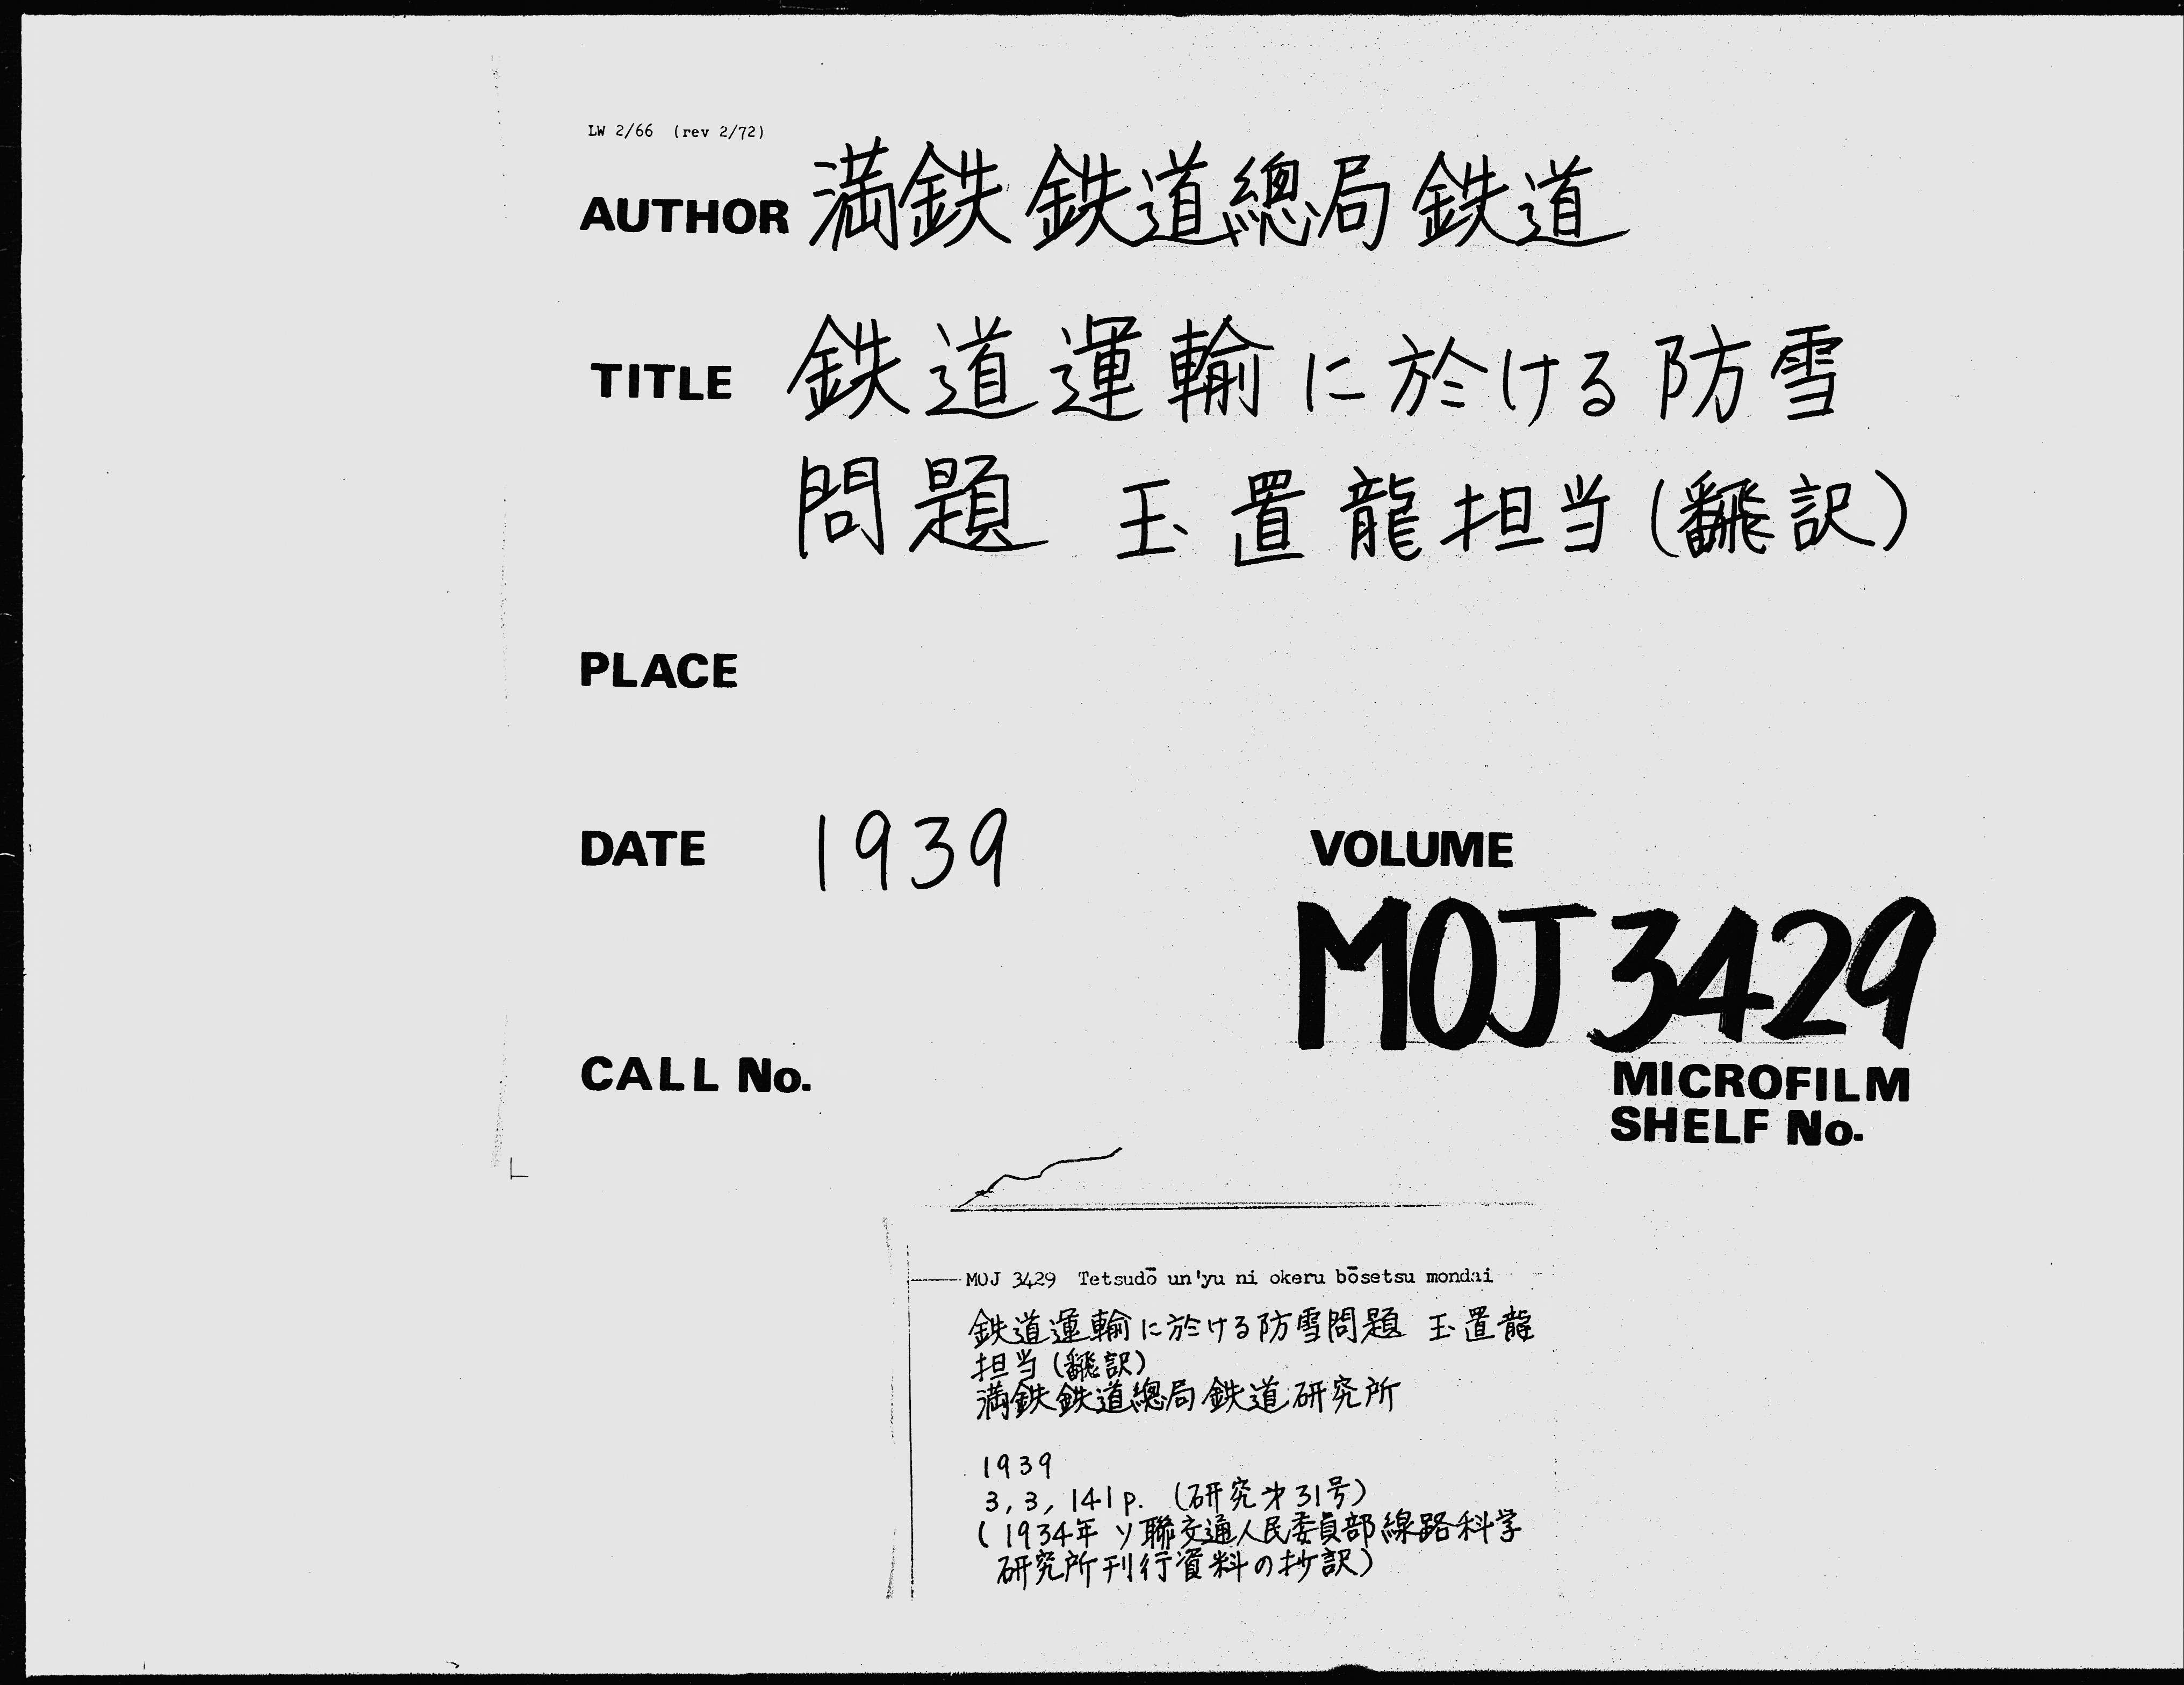 LW 2/66 (rev 2/72)
AUTHOR 満鉄 鉄道總局 鉄道
TITLE 鉄道運輸に於ける防雪
問題 玉置龍担当(飜訳)
PLACE
DATE 1939
VOLUME
MOJ 3429
CALL No.
MICROFILM
SHELF No.
MOJ 3429 Tetsudō un'yu ni okeru bōsetsu mondai
鉄道運輸に於ける防雪問題 玉置龍
担当(飜訳)
満鉄鉄道總局鉄道研究所
1939
3, 3, 141p. (研究才31号)
(1934年ソ聯交通人民委員部線路科学
研究所刊行資料の抄訳)